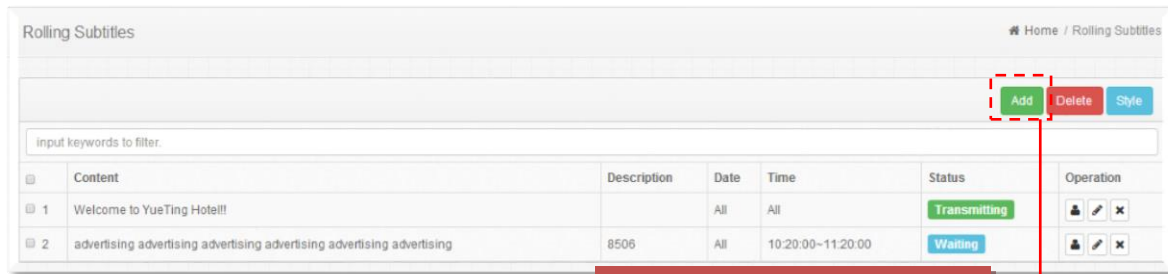 Rolling Subtitles
Home / Rolling Subtitles
Add Delete Style
input keywords to filter.
Content Description Date Time Status Operation
1 Welcome to YueTing Hotel!!! All All Transmitting
2 advertising advertising advertising advertising advertising advertising 8506 All 10:20:00~11:20:00 Waiting